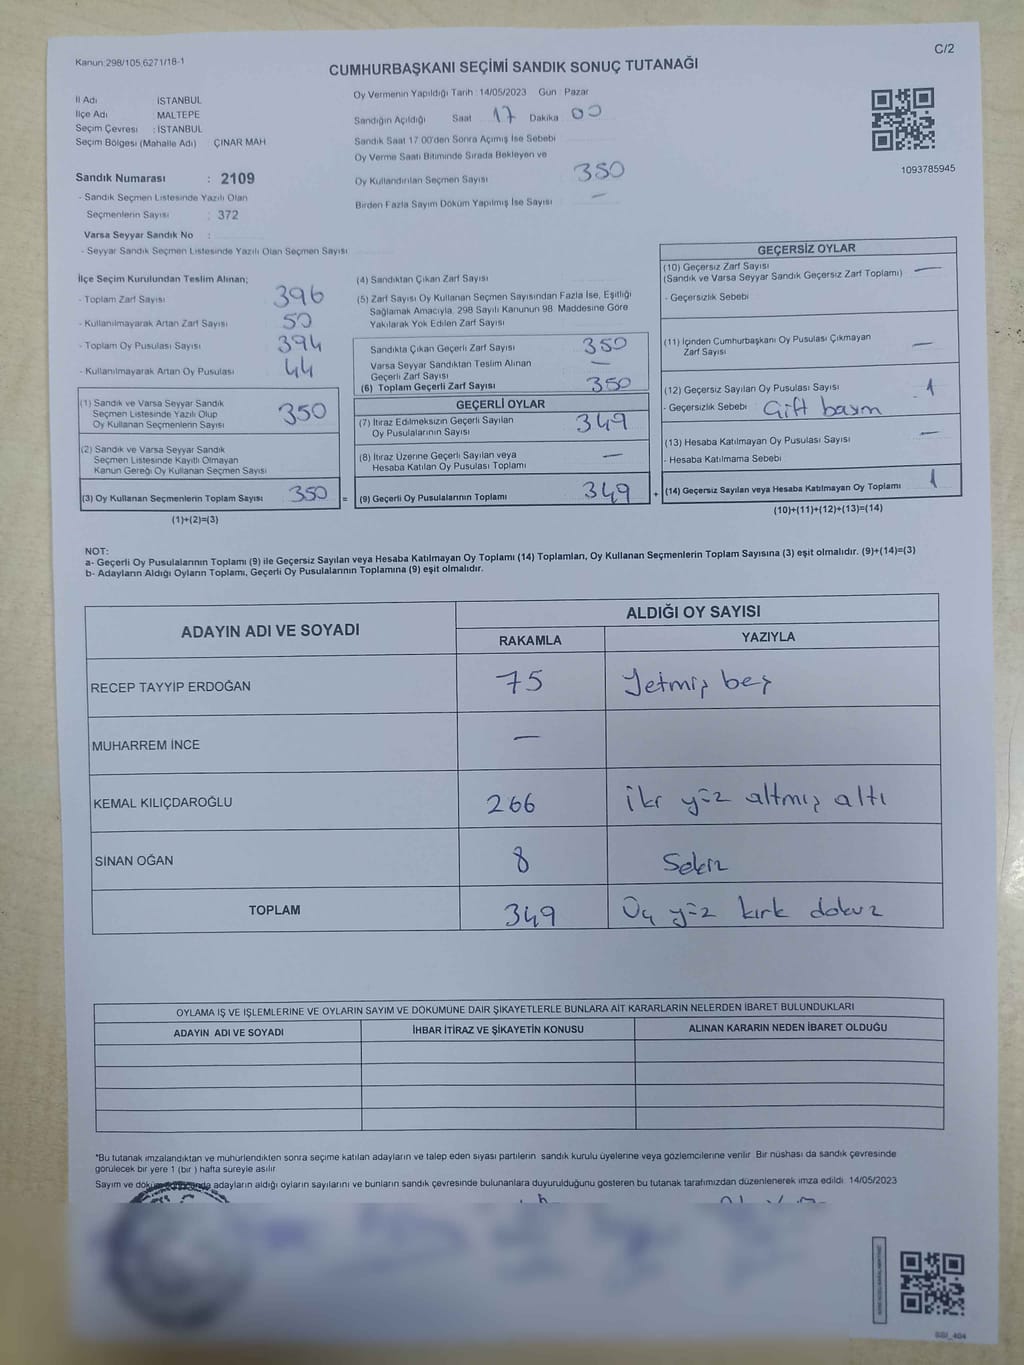 Kanun:298/105,6271/18-1
C/2
CUMHURBAŞKANI SEÇİMİ SANDIK SONUÇ TUTANAĞI
İl Adı İSTANBUL
İlçe Adı MALTEPE
Seçim Çevresi : İSTANBUL
Seçim Bölgesi (Mahalle Adı) ÇINAR MAH
Oy Vermenin Yapıldığı Tarih 14/05/2023 Gün Pazar
Sandığın Açıldığı Saat 17 Dakika 00
Sandık Saat 17.00'den Sonra Açılmış İse Sebebi
Oy Verme Saati Bitiminde Sırada Bekleyen ve
Oy Kullandırılan Seçmen Sayısı 350
Birden Fazla Sayım Döküm Yapılmış İse Sayısı —
1093785945
Sandık Numarası : 2109
- Sandık Seçmen Listesinde Yazılı Olan
Seçmenlerin Sayısı : 372
Varsa Seyyar Sandık No :
- Seyyar Sandık Seçmen Listesinde Yazılı Olan Seçmen Sayısı
İlçe Seçim Kurulundan Teslim Alınan;
- Toplam Zarf Sayısı 396
- Kullanılmayarak Artan Zarf Sayısı 50
- Toplam Oy Pusulası Sayısı 394
- Kullanılmayarak Artan Oy Pusulası 44
(1) Sandık ve Varsa Seyyar Sandık
Seçmen Listesinde Yazılı Olup
Oy Kullanan Seçmenlerin Sayısı 350
(2) Sandık ve Varsa Seyyar Sandık
Seçmen Listesinde Kayıtlı Olmayan
Kanun Gereği Oy Kullanan Seçmen Sayısı
(3) Oy Kullanan Seçmenlerin Toplam Sayısı 350 =
(1)+(2)=(3)
(4) Sandıktan Çıkan Zarf Sayısı
(5) Zarf Sayısı Oy Kullanan Seçmen Sayısından Fazla İse, Eşitliği
Sağlamak Amacıyla, 298 Sayılı Kanunun 98. Maddesine Göre
Yakılarak Yok Edilen Zarf Sayısı
Sandıkta Çıkan Geçerli Zarf Sayısı 350
Varsa Seyyar Sandıktan Teslim Alınan
Geçerli Zarf Sayısı —
(6) Toplam Geçerli Zarf Sayısı 350
GEÇERLİ OYLAR
(7) İtiraz Edilmeksizin Geçerli Sayılan
Oy Pusulalarının Sayısı 349
(8) İtiraz Üzerine Geçerli Sayılan veya
Hesaba Katılan Oy Pusulası Toplamı —
(9) Geçerli Oy Pusulalarının Toplamı 349 +
GEÇERSİZ OYLAR
(10) Geçersiz Zarf Sayısı
(Sandık ve Varsa Seyyar Sandık Geçersiz Zarf Toplamı) —
- Geçersizlik Sebebi
(11) İçinden Cumhurbaşkanı Oy Pusulası Çıkmayan
Zarf Sayısı —
(12) Geçersiz Sayılan Oy Pusulası Sayısı 1
- Geçersizlik Sebebi Çift basım
(13) Hesaba Katılmayan Oy Pusulası Sayısı —
- Hesaba Katılmama Sebebi
(14) Geçersiz Sayılan veya Hesaba Katılmayan Oy Toplamı 1
(10)+(11)+(12)+(13)=(14)
NOT:
a- Geçerli Oy Pusulalarının Toplamı (9) ile Geçersiz Sayılan veya Hesaba Katılmayan Oy Toplamı (14) Toplamları, Oy Kullanan Seçmenlerin Toplam Sayısına (3) eşit olmalıdır. (9)+(14)=(3)
b- Adayların Aldığı Oyların Toplamı, Geçerli Oy Pusulalarının Toplamına (9) eşit olmalıdır.
ADAYIN ADI VE SOYADI
ALDIĞI OY SAYISI
RAKAMLA YAZIYLA
RECEP TAYYİP ERDOĞAN 75 Yetmiş beş
MUHARREM İNCE —
KEMAL KILIÇDAROĞLU 266 iki yüz altmış altı
SİNAN OĞAN 8 Sekiz
TOPLAM 349 Üç yüz kırk dokuz
OYLAMA İŞ VE İŞLEMLERİNE VE OYLARIN SAYIM VE DÖKÜMÜNE DAİR ŞİKAYETLERLE BUNLARA AİT KARARLARIN NELERDEN İBARET BULUNDUKLARI
ADAYIN ADI VE SOYADI İHBAR İTİRAZ VE ŞİKAYETİN KONUSU ALINAN KARARIN NEDEN İBARET OLDUĞU
*Bu tutanak imzalandıktan ve mühürlendikten sonra seçime katılan adayların ve talep eden siyasi partilerin sandık kurulu üyelerine veya gözlemcilerine verilir. Bir nüshası da sandık çevresinde
görülecek bir yere 1 (bir) hafta süreyle asılır.
Sayım ve adayların aldığı oyların sayılarını ve bunların sandık çevresinde bulunanlara duyurulduğunu gösteren bu tutanak tarafımızdan düzenlenerek imza edildi. 14/05/2023